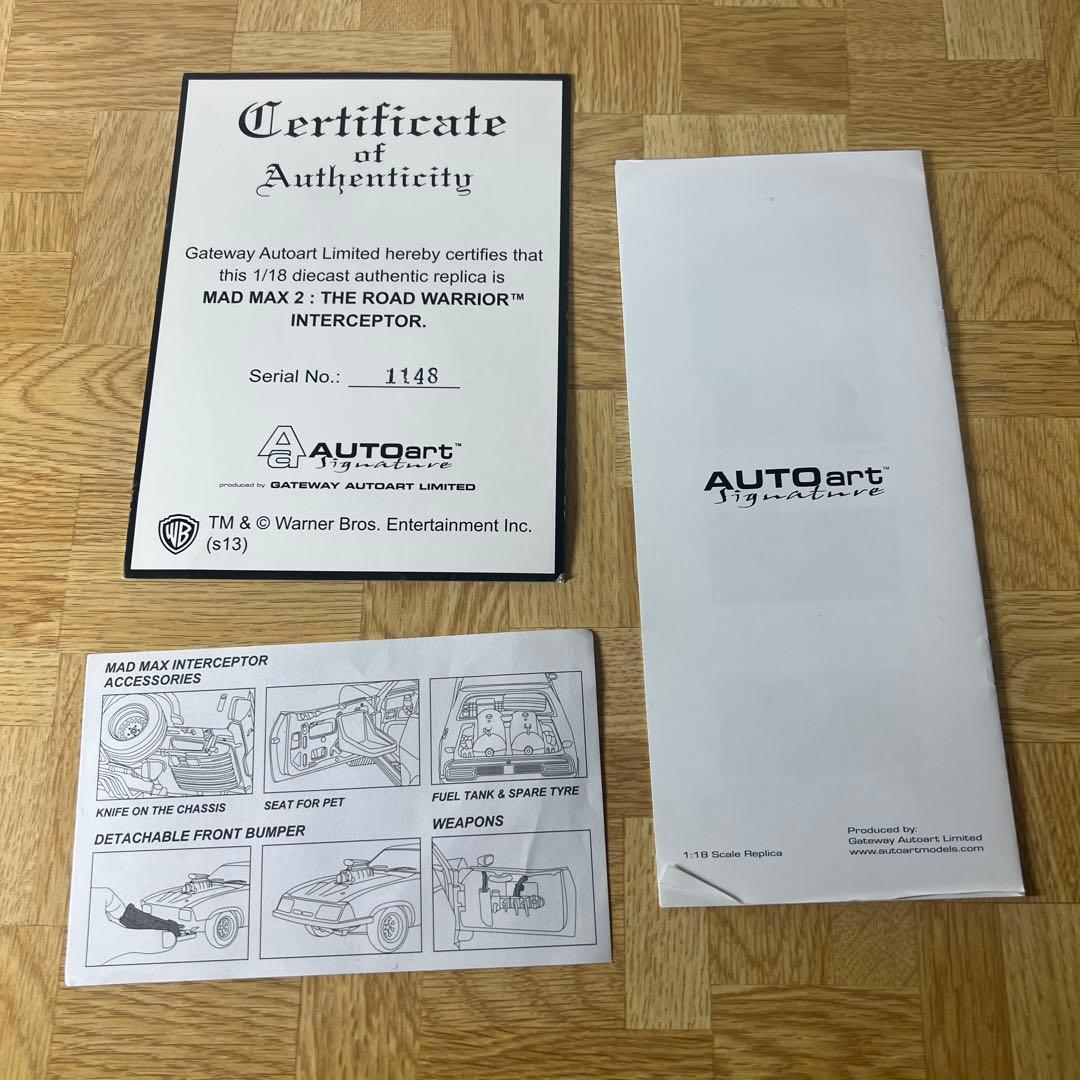 Certificate
of
Authenticity
Gateway Autoart Limited hereby certifies that
this 1/18 diecast authentic replica is
MAD MAX 2 : THE ROAD WARRIOR™
INTERCEPTOR.
Serial No.: 1148
Aa AUTOart™
Signature
produced by GATEWAY AUTOART LIMITED
WB TM & © Warner Bros. Entertainment Inc.
(s13)
AUTOart™
Signature
1:18 Scale Replica
Produced by:
Gateway Autoart Limited
www.autoartmodels.com
MAD MAX INTERCEPTOR
ACCESSORIES
KNIFE ON THE CHASSIS
SEAT FOR PET
FUEL TANK & SPARE TYRE
DETACHABLE FRONT BUMPER
WEAPONS